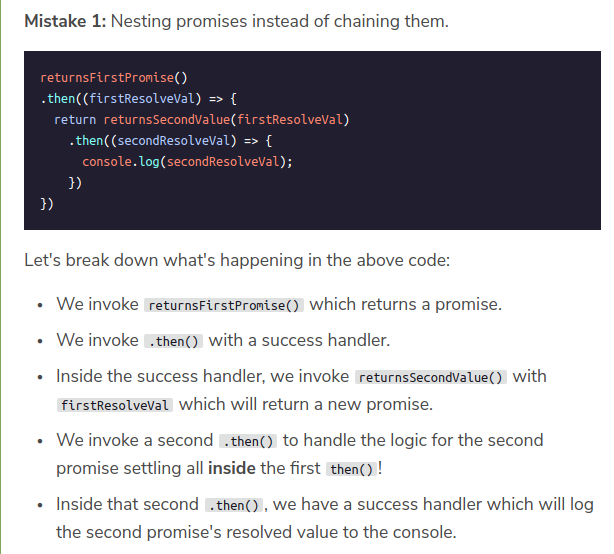 Mistake 1: Nesting promises instead of chaining them.
returnsFirstPromise()
.then((firstResolveVal) => {
  return returnsSecondValue(firstResolveVal)
    .then((secondResolveVal) => {
      console.log(secondResolveVal);
    })
})
Let's break down what's happening in the above code:
• We invoke returnsFirstPromise() which returns a promise.
• We invoke .then() with a success handler.
• Inside the success handler, we invoke returnsSecondValue() with
firstResolveVal which will return a new promise.
• We invoke a second .then() to handle the logic for the second
promise settling all inside the first then()!
• Inside that second .then(), we have a success handler which will log
the second promise's resolved value to the console.